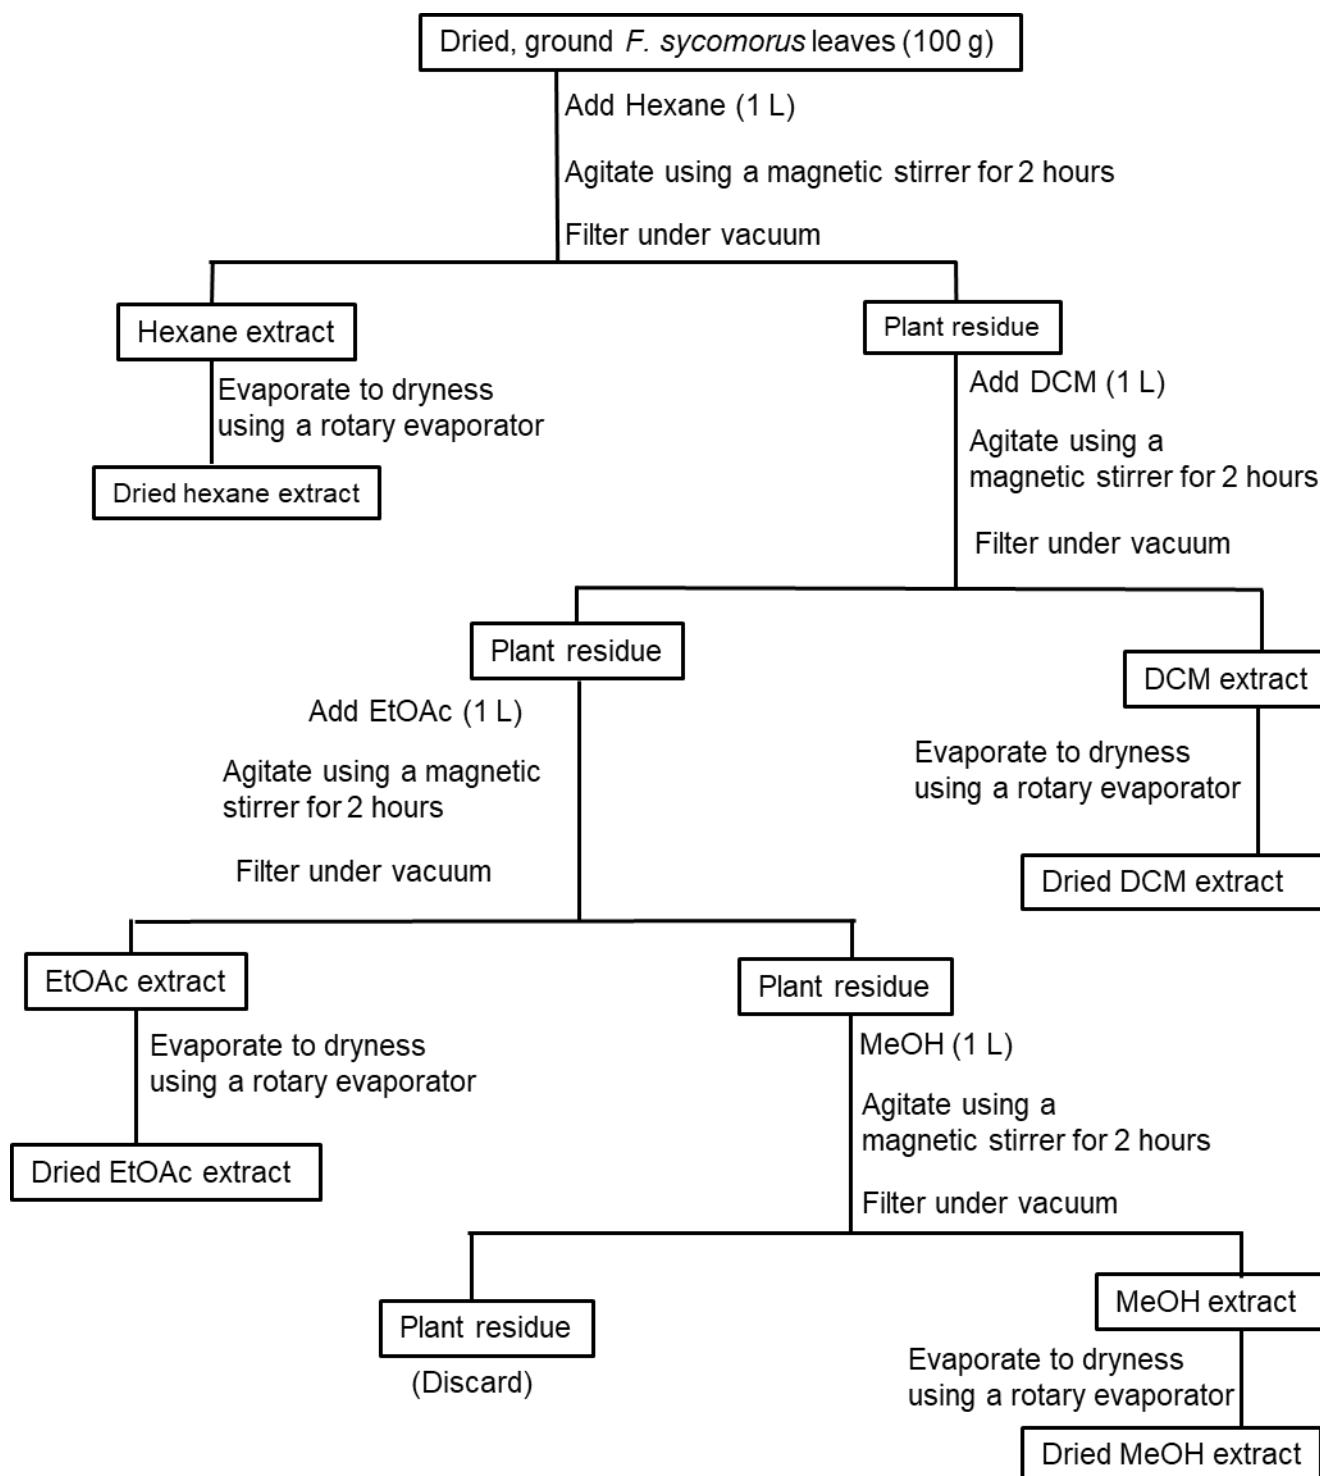 Dried, ground F. sycomorus leaves (100 g)
Add Hexane (1 L)
Agitate using a magnetic stirrer for 2 hours
Filter under vacuum
Hexane extract
Plant residue
Evaporate to dryness
using a rotary evaporator
Add DCM (1 L)
Agitate using a
magnetic stirrer for 2 hours
Dried hexane extract
Filter under vacuum
Plant residue
DCM extract
Add EtOAc (1 L)
Agitate using a magnetic
stirrer for 2 hours
Evaporate to dryness
using a rotary evaporator
Filter under vacuum
Dried DCM extract
EtOAc extract
Plant residue
Evaporate to dryness
using a rotary evaporator
MeOH (1 L)
Agitate using a
magnetic stirrer for 2 hours
Dried EtOAc extract
Filter under vacuum
Plant residue
(Discard)
MeOH extract
Evaporate to dryness
using a rotary evaporator
Dried MeOH extract